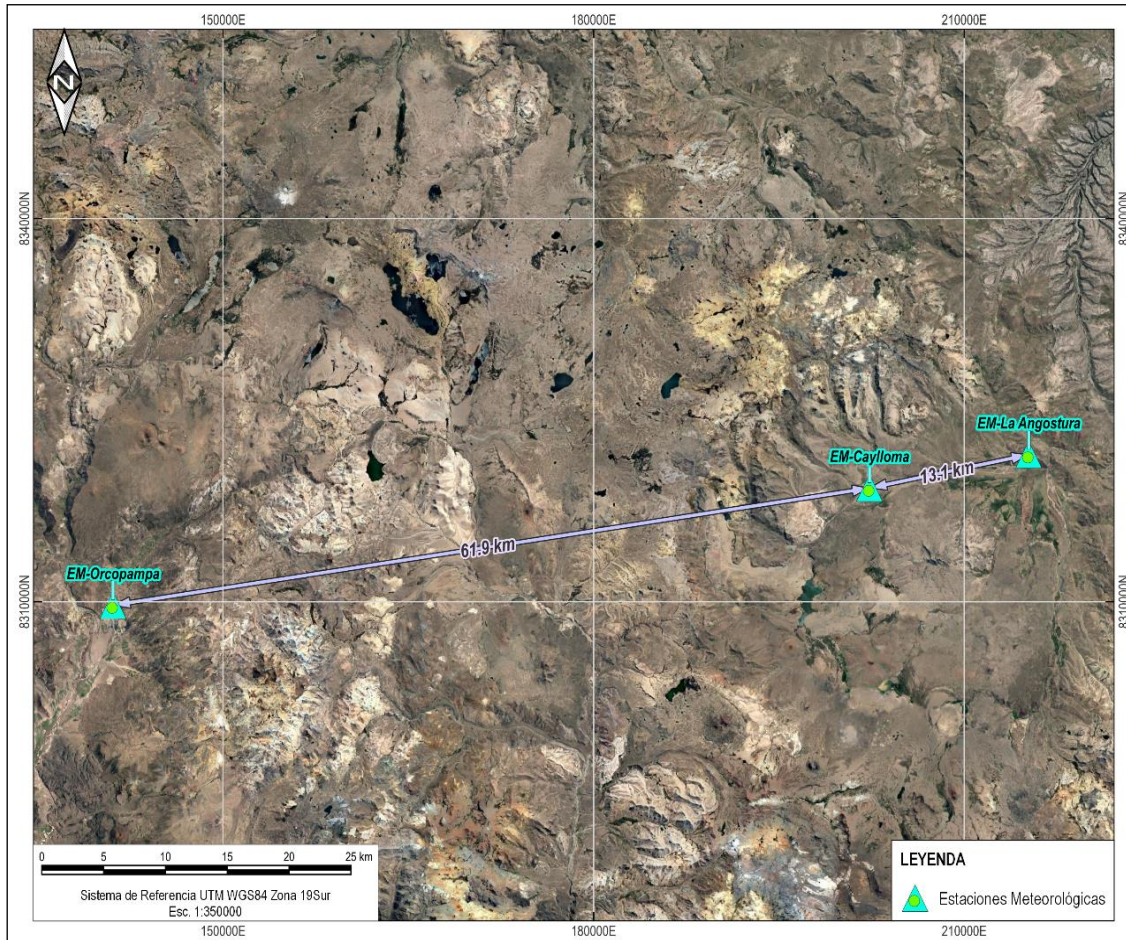 150000E
180000E
210000E
N
8340000N
8340000N
EM-La Angostura
EM-Caylloma
13.1 km
61.9 km
EM-Orcopampa
8310000N
8310000N
0 5 10 15 20 25 km
Sistema de Referencia UTM WGS84 Zona 19Sur
Esc. 1:350000
LEYENDA
Estaciones Meteorológicas
150000E
180000E
210000E